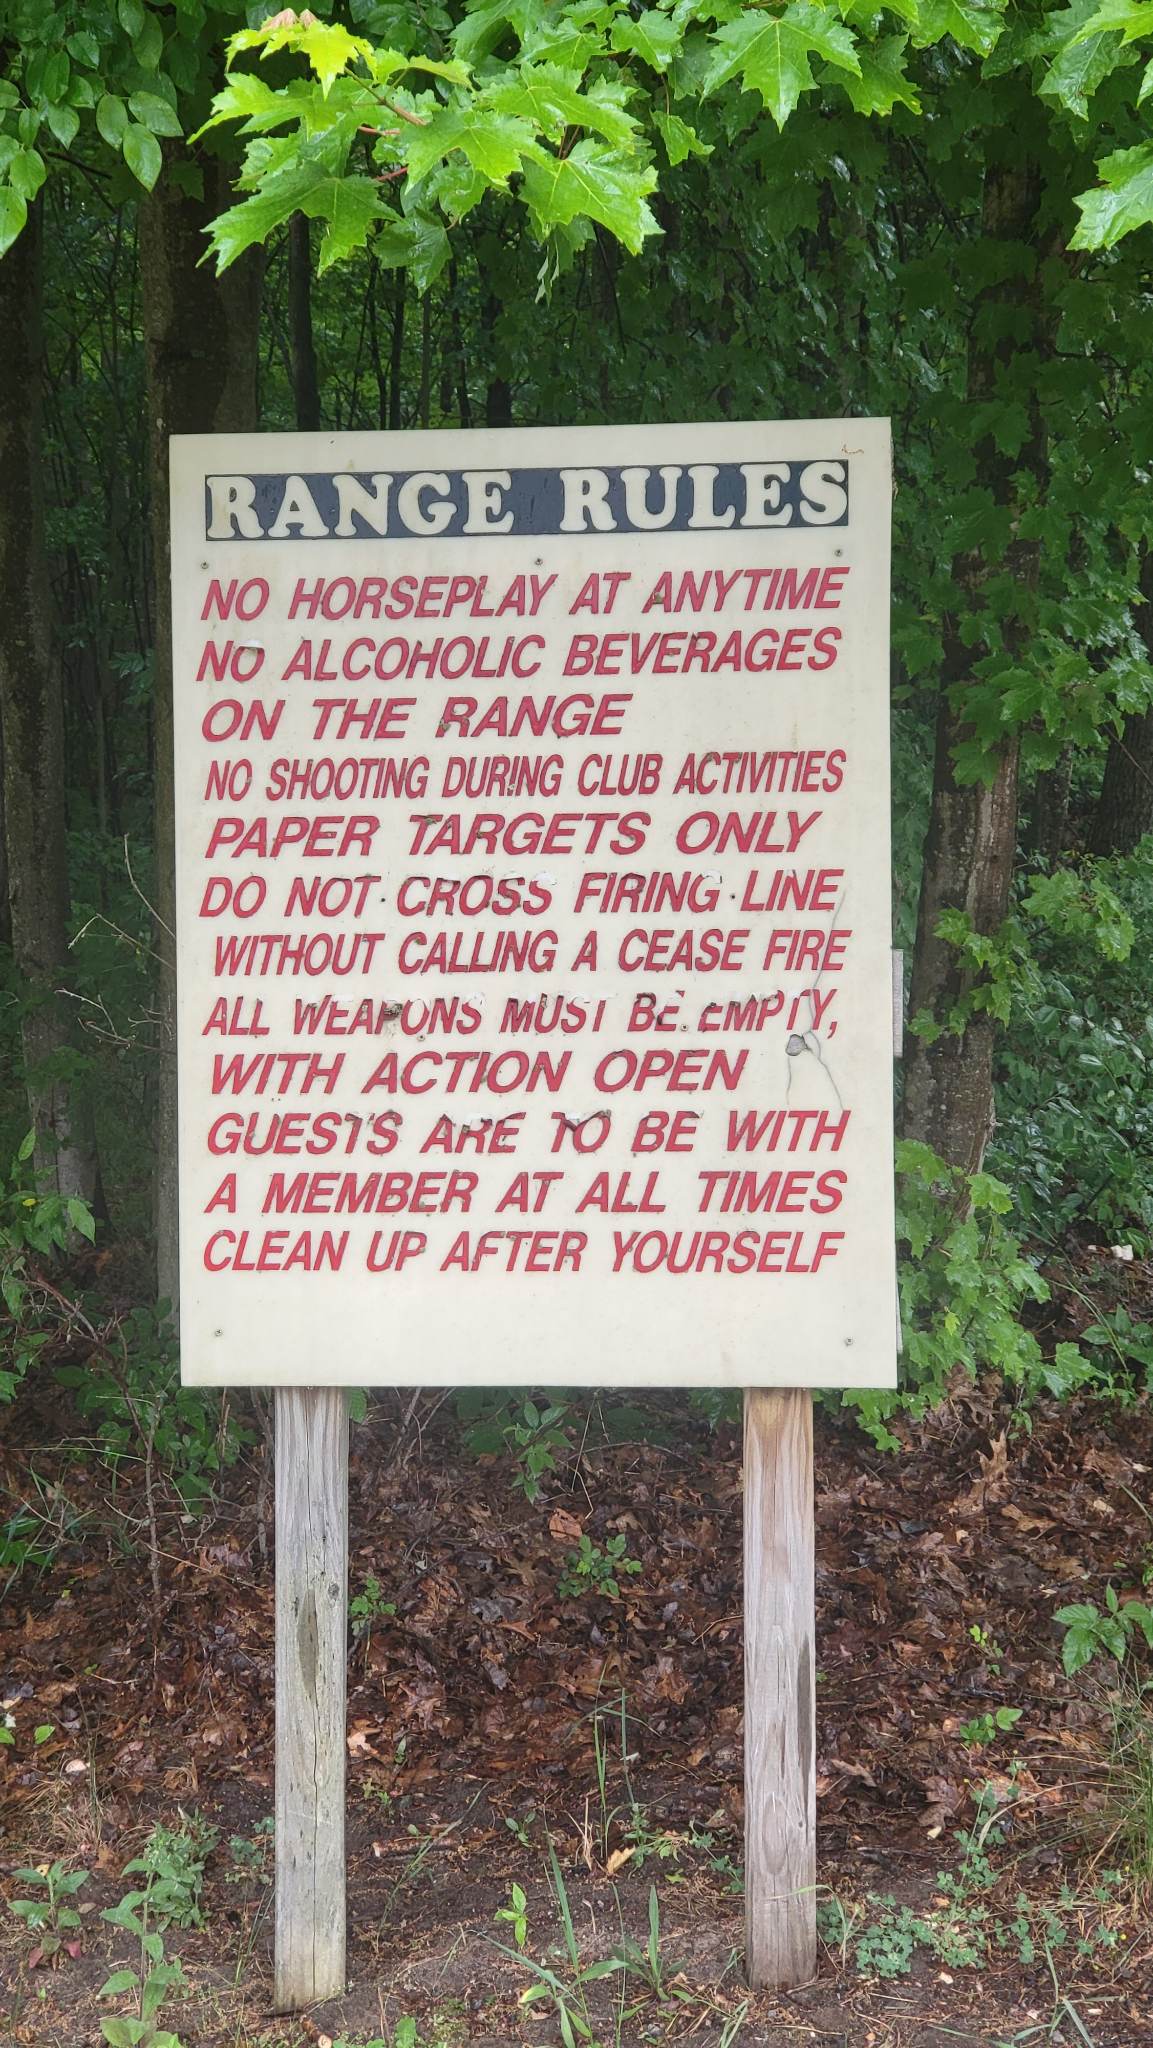 RANGE RULES
NO HORSEPLAY AT ANYTIME
NO ALCOHOLIC BEVERAGES
ON THE RANGE
NO SHOOTING DURING CLUB ACTIVITIES
PAPER TARGETS ONLY
DO NOT CROSS FIRING LINE
WITHOUT CALLING A CEASE FIRE
ALL WEAPONS MUST BE EMPTY,
WITH ACTION OPEN
GUESTS ARE TO BE WITH
A MEMBER AT ALL TIMES
CLEAN UP AFTER YOURSELF